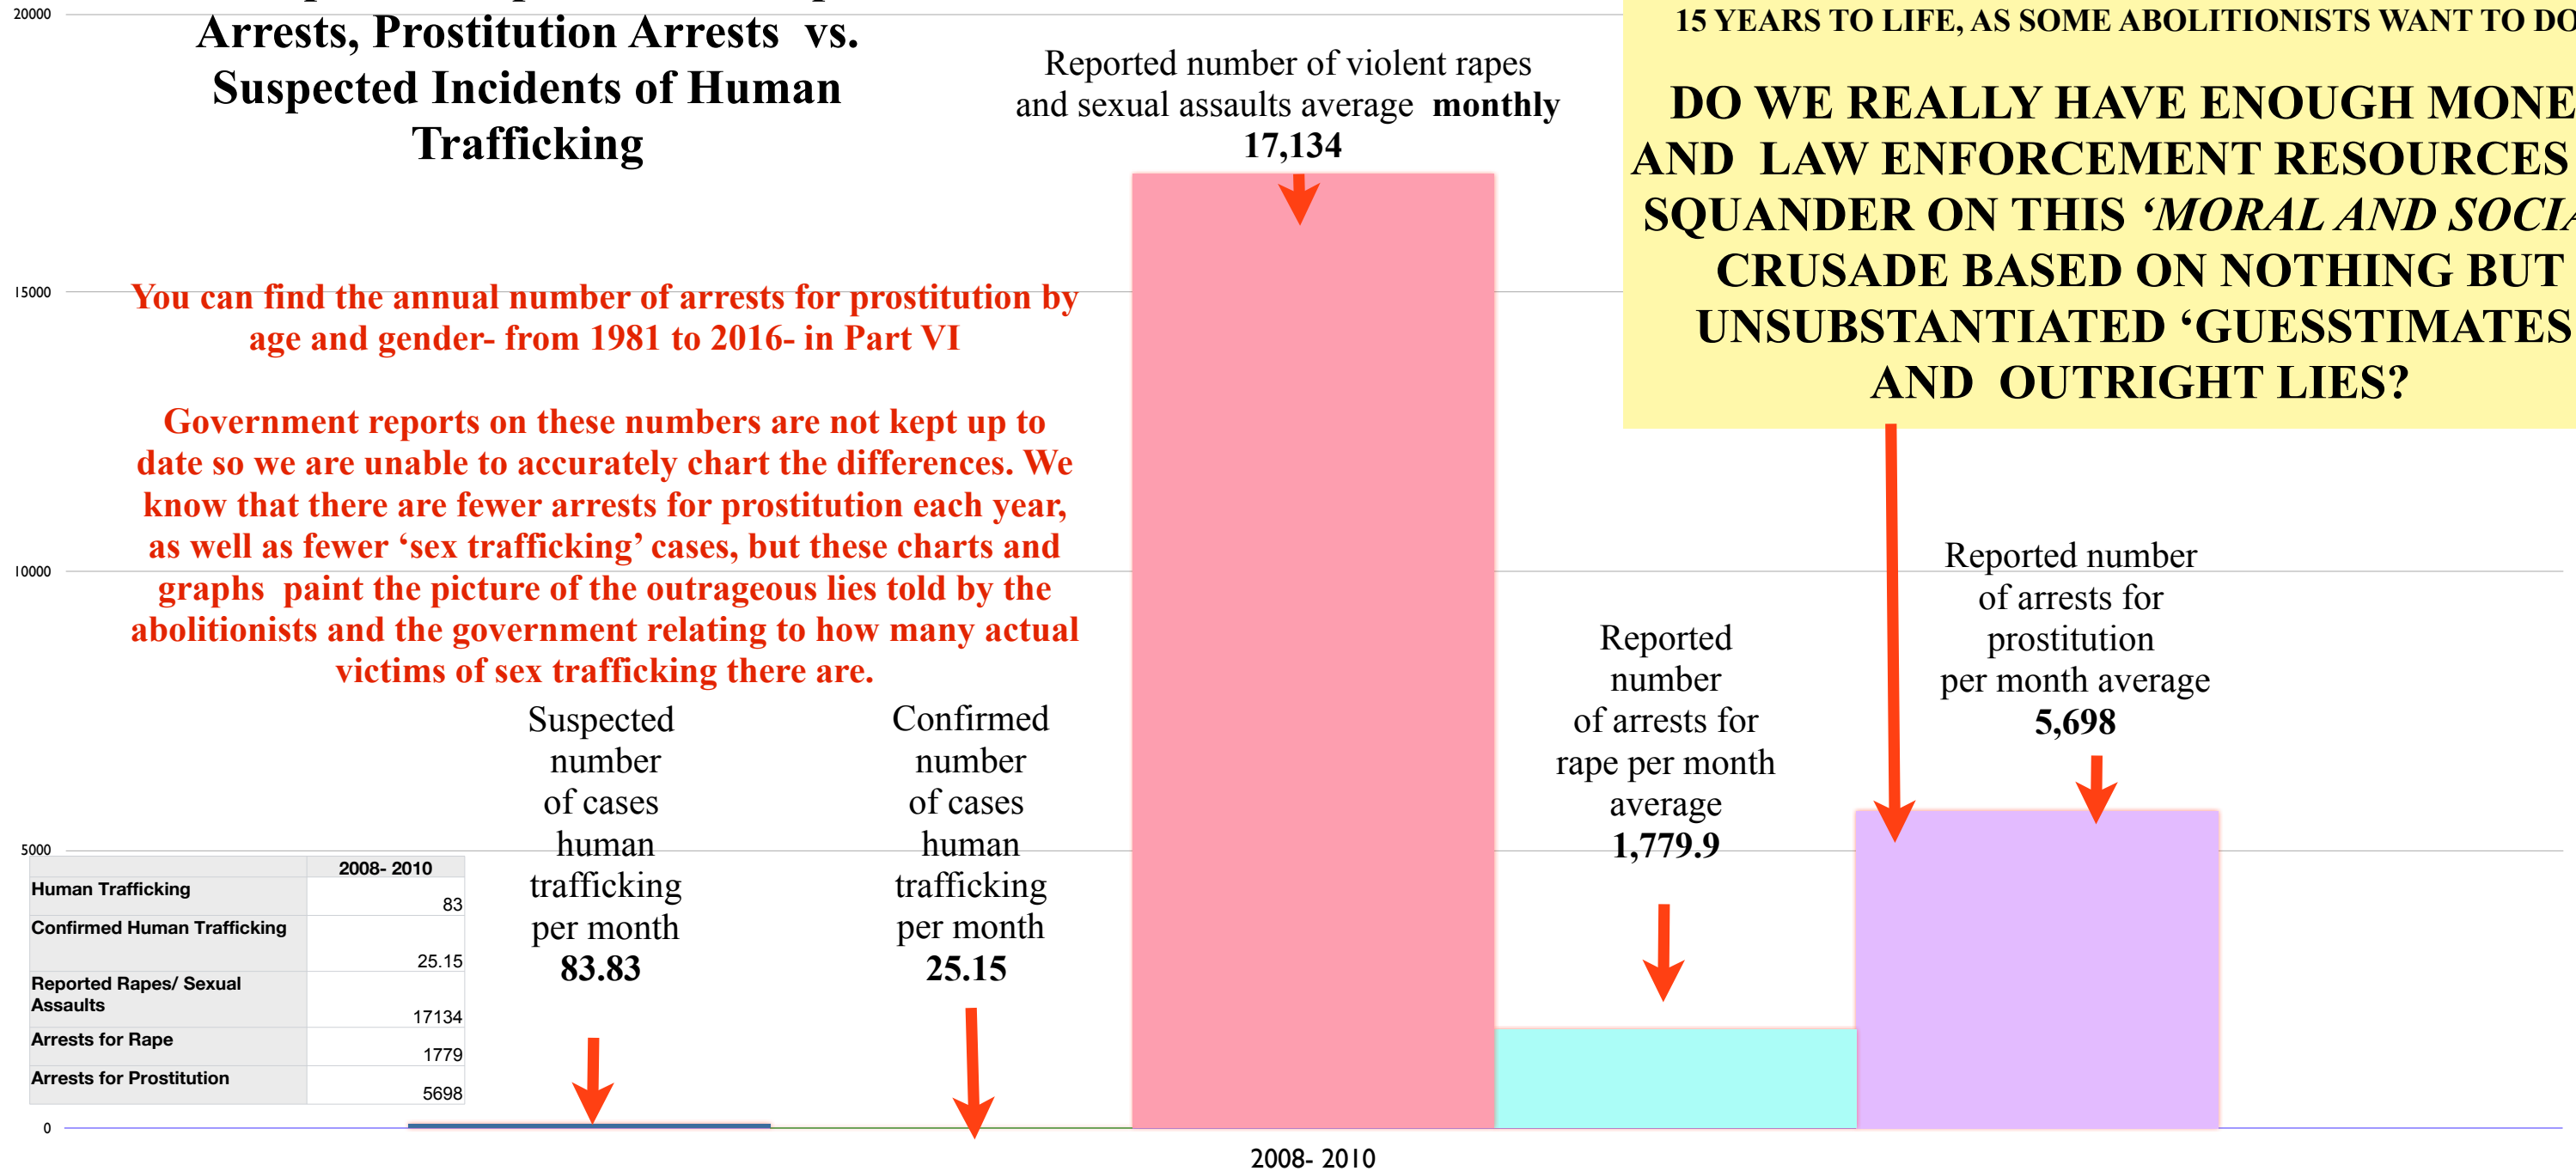 20000
Arrests, Prostitution Arrests vs.
Suspected Incidents of Human
Trafficking
Reported number of violent rapes
and sexual assaults average monthly
17,134
15 YEARS TO LIFE, AS SOME ABOLITIONISTS WANT TO DO
DO WE REALLY HAVE ENOUGH MONE
AND LAW ENFORCEMENT RESOURCES
SQUANDER ON THIS ‘MORAL AND SOCIA
CRUSADE BASED ON NOTHING BUT
UNSUBSTANTIATED ‘GUESSTIMATES
AND OUTRIGHT LIES?
15000
You can find the annual number of arrests for prostitution by
age and gender- from 1981 to 2016- in Part VI
Government reports on these numbers are not kept up to
date so we are unable to accurately chart the differences. We
know that there are fewer arrests for prostitution each year,
as well as fewer ‘sex trafficking’ cases, but these charts and
graphs paint the picture of the outrageous lies told by the
abolitionists and the government relating to how many actual
victims of sex trafficking there are.
10000
Suspected
number
of cases
human
trafficking
per month
83.83
Confirmed
number
of cases
human
trafficking
per month
25.15
Reported
number
of arrests for
rape per month
average
1,779.9
Reported number
of arrests for
prostitution
per month average
5,698
5000
2008- 2010
Human Trafficking
83
Confirmed Human Trafficking
25.15
Reported Rapes/ Sexual
Assaults
17134
Arrests for Rape
1779
Arrests for Prostitution
5698
0
2008- 2010